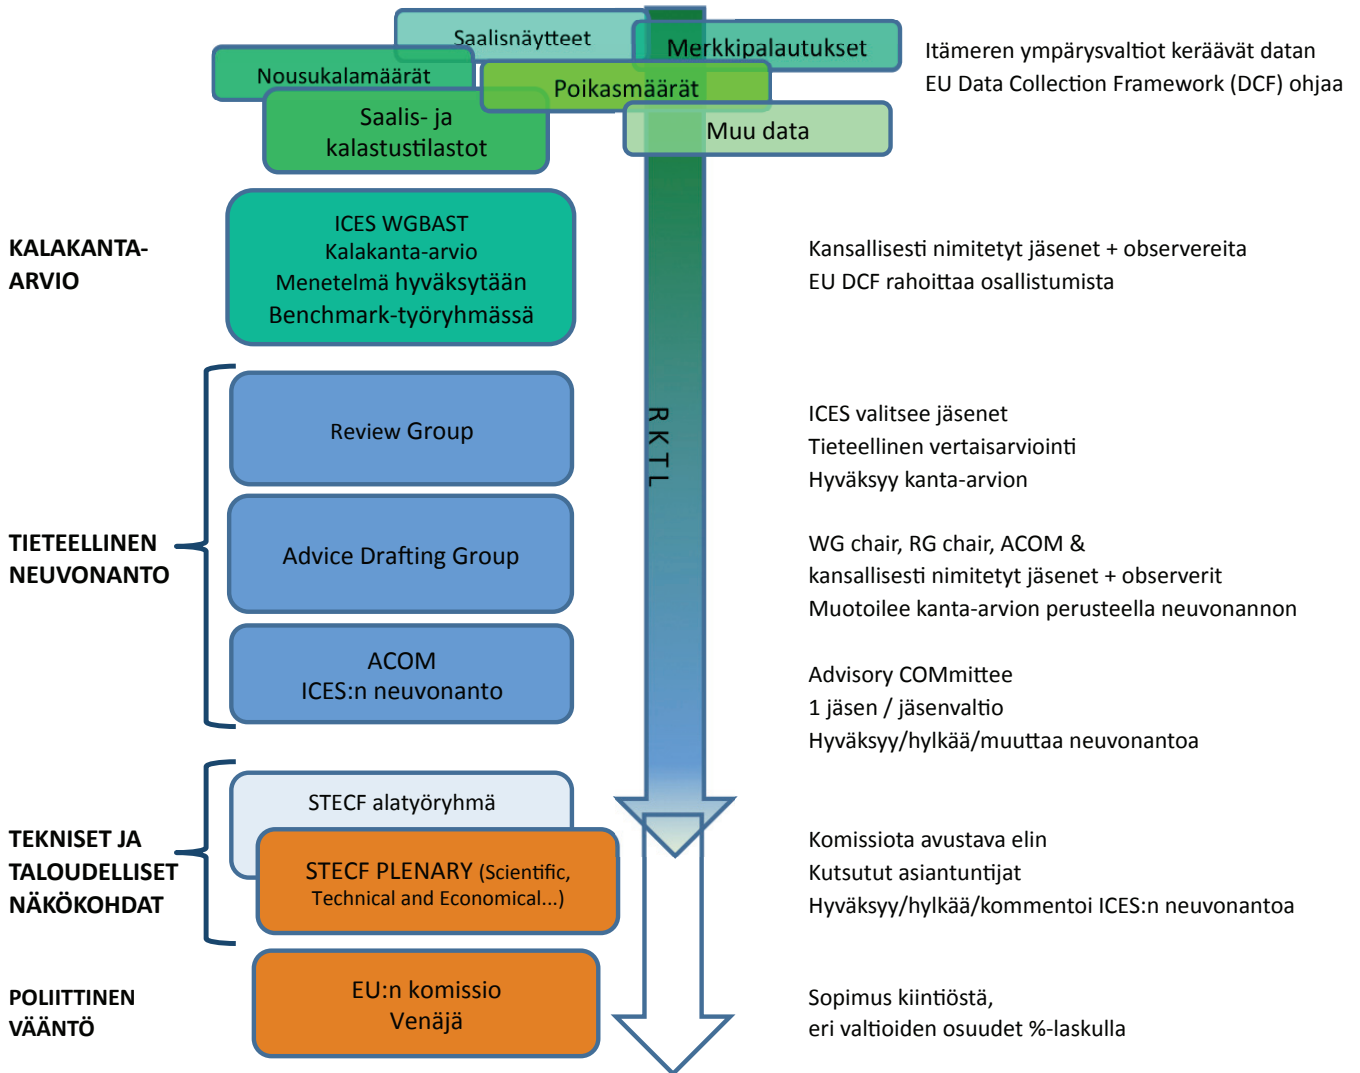 Saalisnäytteet
Merkkipalautukset
Nousukalamäärät
Poikasmäärät
Saalis- ja
kalastustilastot
Muu data
Itämeren ympärysvaltiot keräävät datan
EU Data Collection Framework (DCF) ohjaa
KALAKANTA-
ARVIO
ICES WGBAST
Kalakanta-arvio
Menetelmä hyväksytään
Benchmark-työryhmässä
Kansallisesti nimitetyt jäsenet + observereita
EU DCF rahoittaa osallistumista
RKTL
TIETEELLINEN
NEUVONANTO
Review Group
ICES valitsee jäsenet
Tieteellinen vertaisarviointi
Hyväksyy kanta-arvion
Advice Drafting Group
WG chair, RG chair, ACOM &
kansallisesti nimitetyt jäsenet + observerit
Muotoilee kanta-arvion perusteella neuvonannon
ACOM
ICES:n neuvonanto
Advisory COMmittee
1 jäsen / jäsenvaltio
Hyväksyy/hylkää/muuttaa neuvonantoa
TEKNISET JA
TALOUDELLISET
NÄKÖKOHDAT
STECF alatyöryhmä
STECF PLENARY (Scientific,
Technical and Economical...)
Komissiota avustava elin
Kutsutut asiantuntijat
Hyväksyy/hylkää/kommentoi ICES:n neuvonantoa
POLIITTINEN
VÄÄNTÖ
EU:n komissio
Venäjä
Sopimus kiintiöstä,
eri valtioiden osuudet %-laskulla